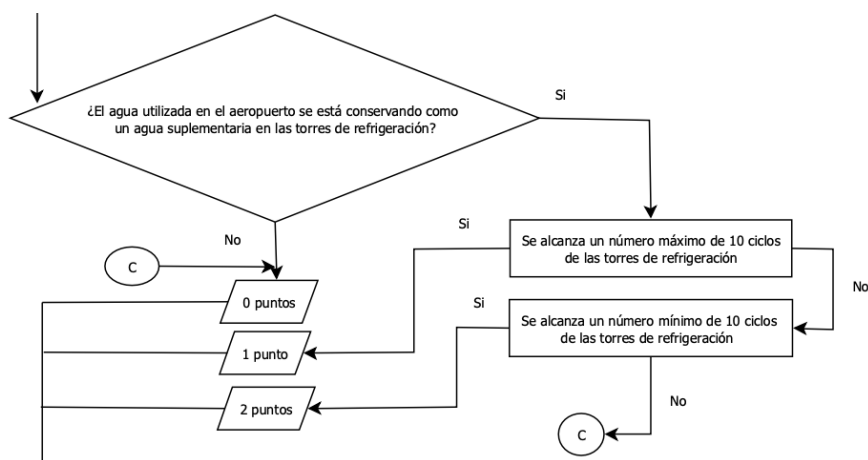 ¿El agua utilizada en el aeropuerto se está conservando como
un agua suplementaria en las torres de refrigeración?
Si
No
C
Si
Se alcanza un número máximo de 10 ciclos
de las torres de refrigeración
No
0 puntos
Si
Se alcanza un número mínimo de 10 ciclos
de las torres de refrigeración
1 punto
2 puntos
No
C